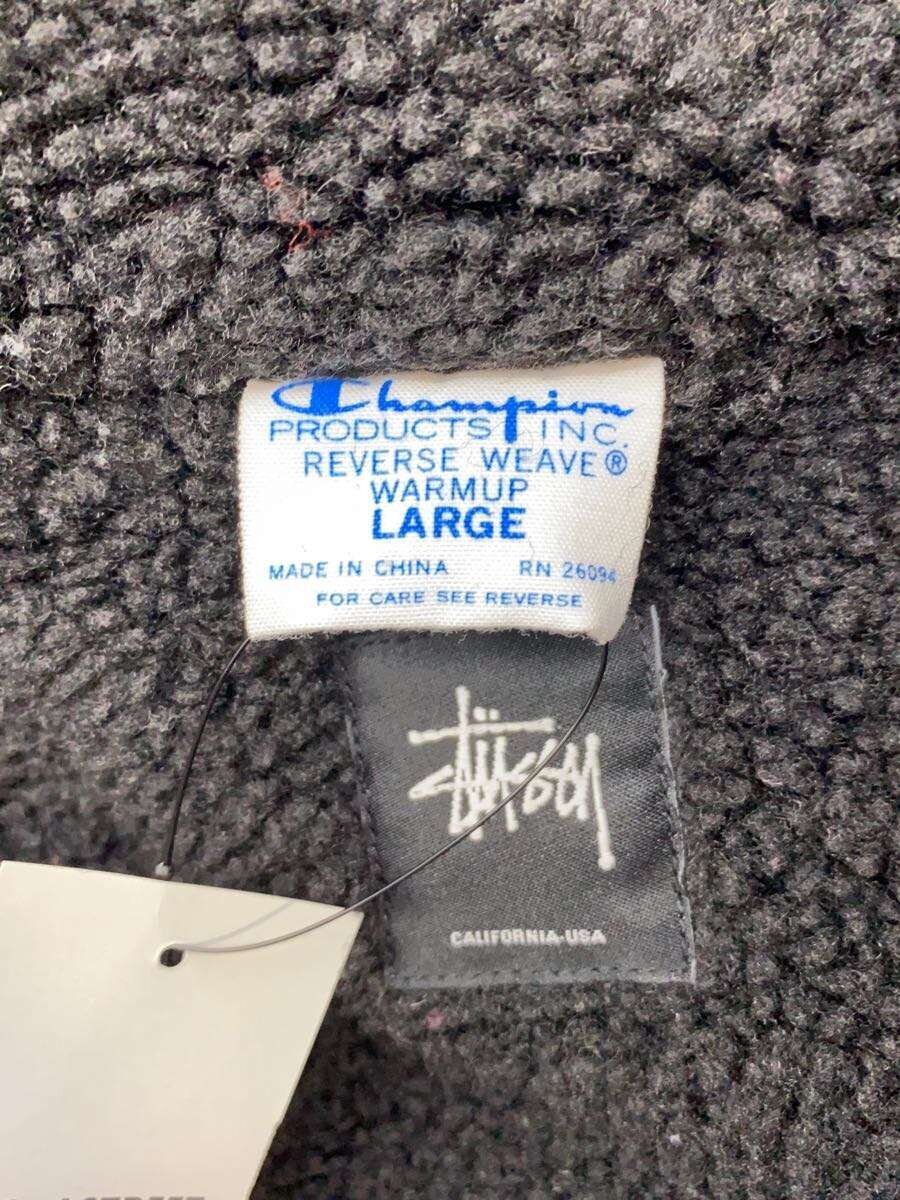 Champion
PRODUCTS INC.
REVERSE WEAVE®
WARMUP
LARGE
MADE IN CHINA RN 26094
FOR CARE SEE REVERSE
stüssy
CALIFORNIA-USA